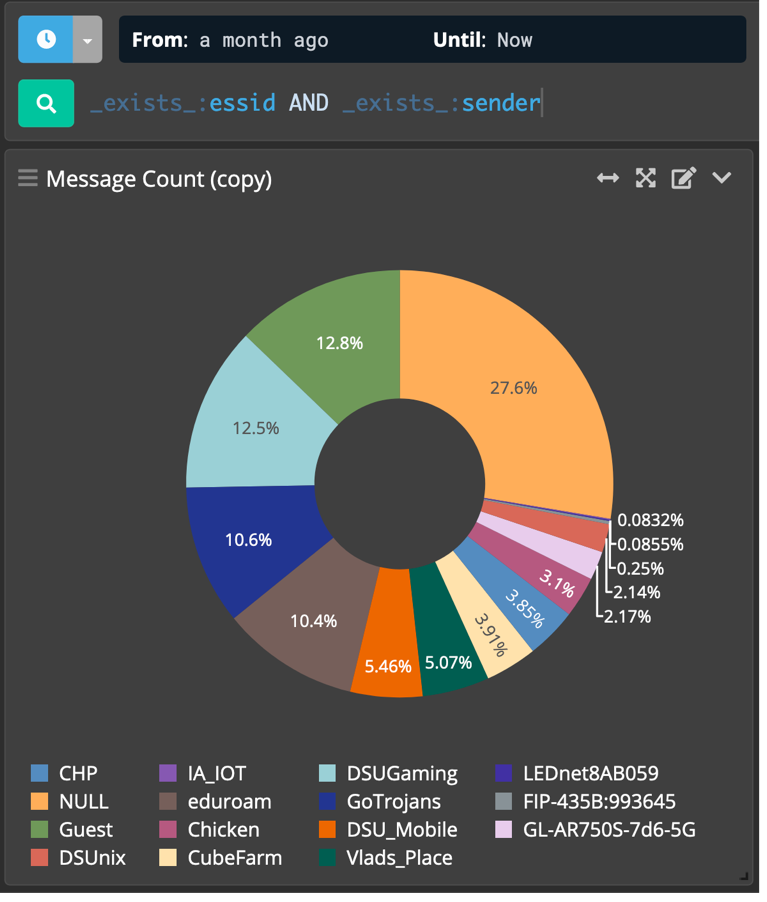 From: a month ago Until: Now
_exists_:essid AND _exists_:sender
Message Count (copy)
12.8%
27.6%
12.5%
10.6%
10.4%
5.46%
5.07%
3.91%
3.85%
3.1%
0.0832%
0.0855%
0.25%
2.14%
2.17%
CHP IA_IOT DSUGaming LEDnet8AB059
NULL eduroam GoTrojans FIP-435B:993645
Guest Chicken DSU_Mobile GL-AR750S-7d6-5G
DSUnix CubeFarm Vlads_Place